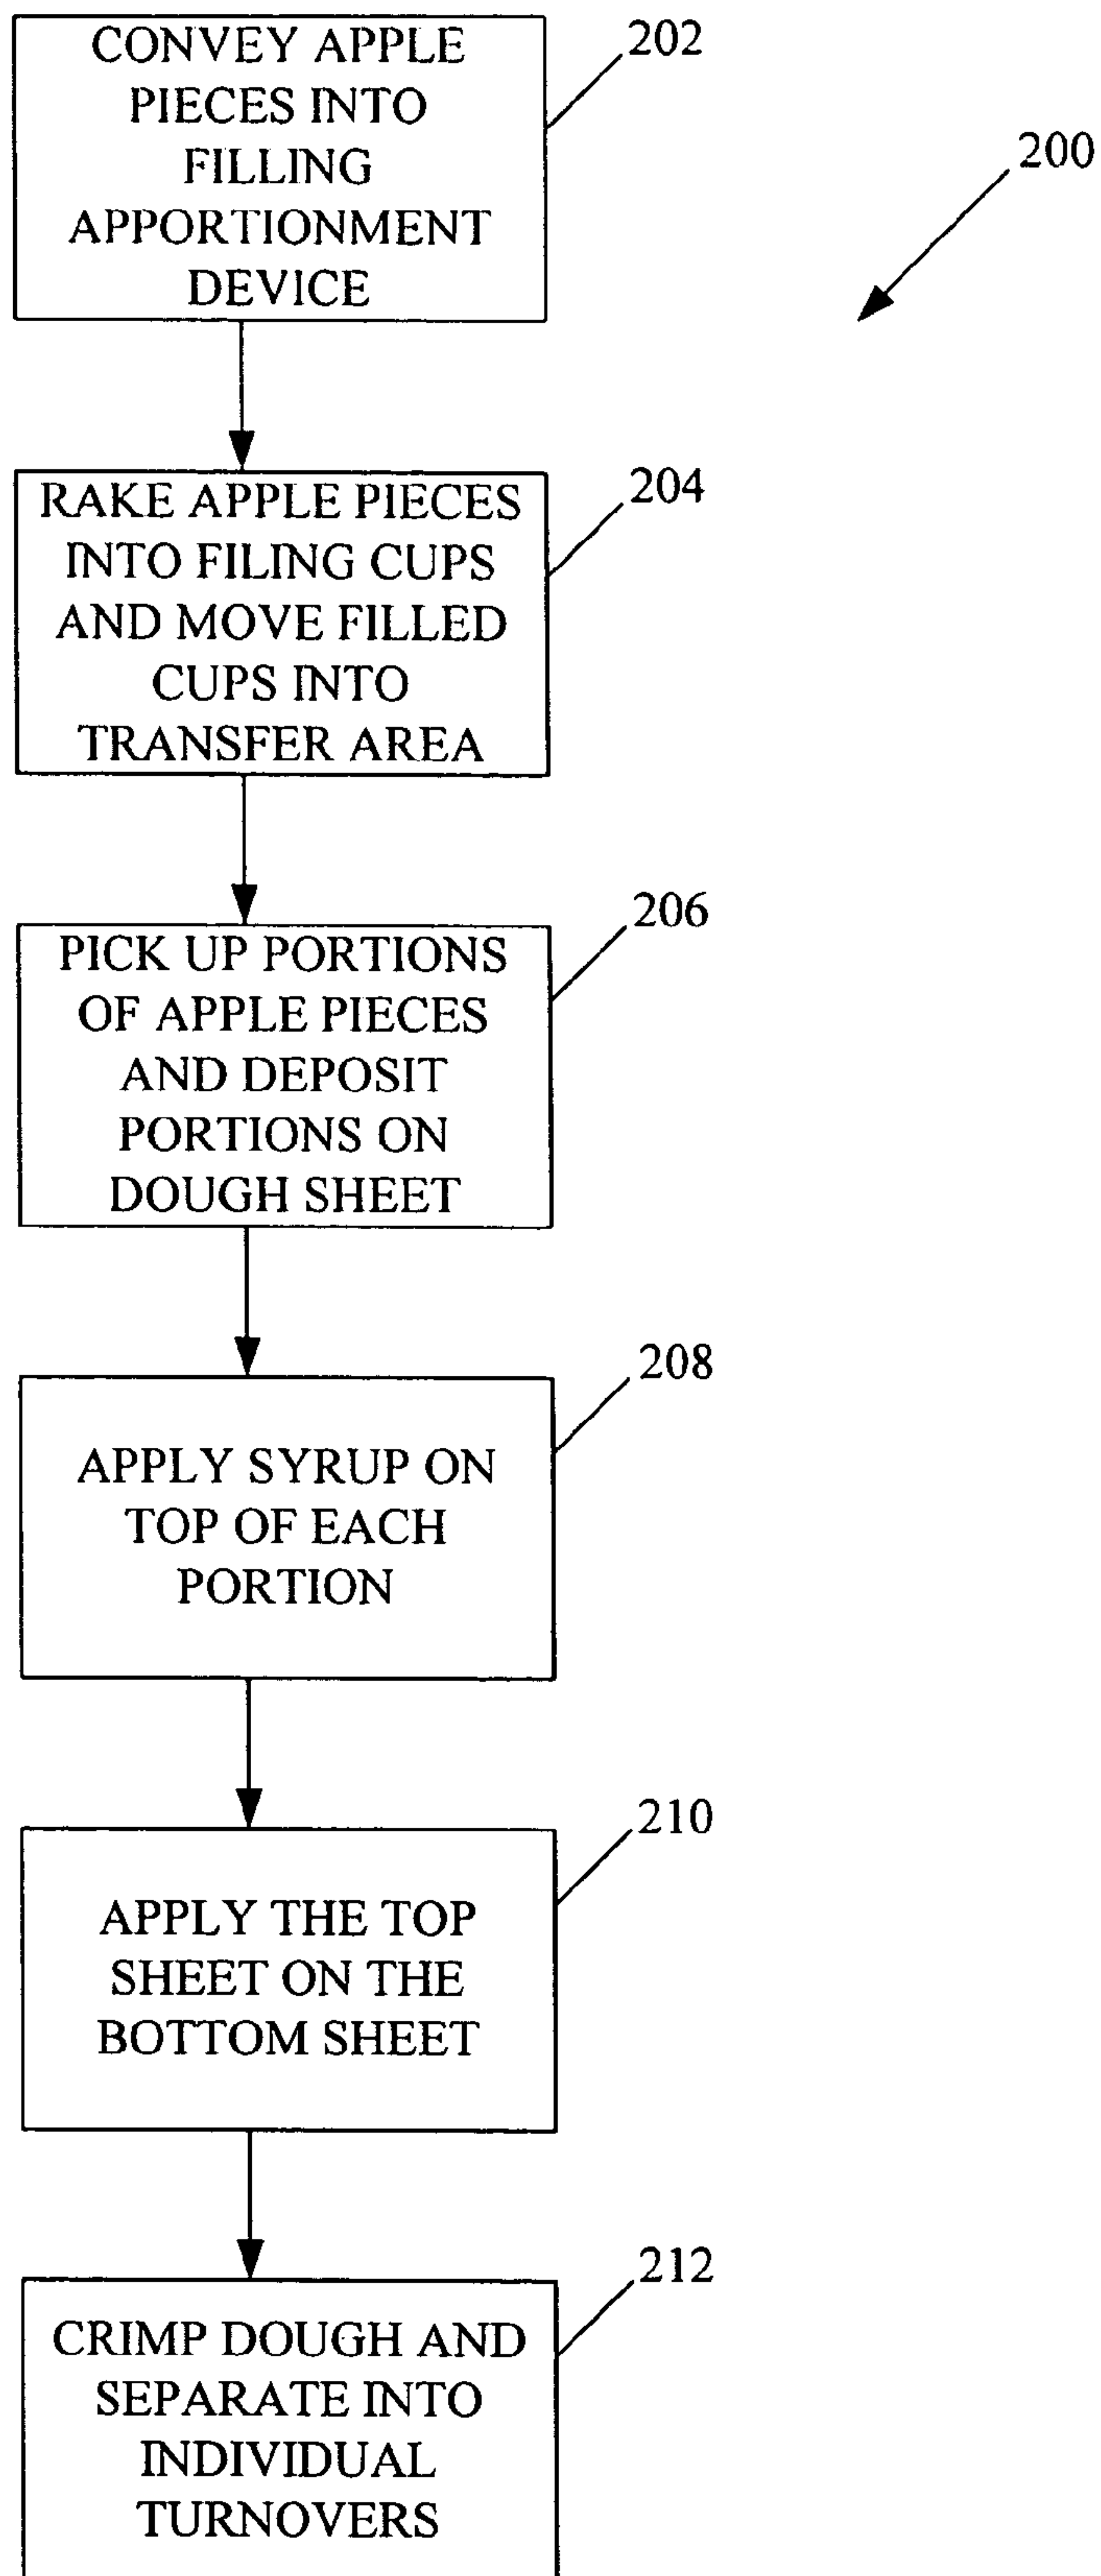 CONVEY APPLE
PIECES INTO
FILLING
APPORTIONMENT
DEVICE
202
200
RAKE APPLE PIECES
INTO FILING CUPS
AND MOVE FILLED
CUPS INTO
TRANSFER AREA
204
PICK UP PORTIONS
OF APPLE PIECES
AND DEPOSIT
PORTIONS ON
DOUGH SHEET
206
APPLY SYRUP ON
TOP OF EACH
PORTION
208
APPLY THE TOP
SHEET ON THE
BOTTOM SHEET
210
CRIMP DOUGH AND
SEPARATE INTO
INDIVIDUAL
TURNOVERS
212